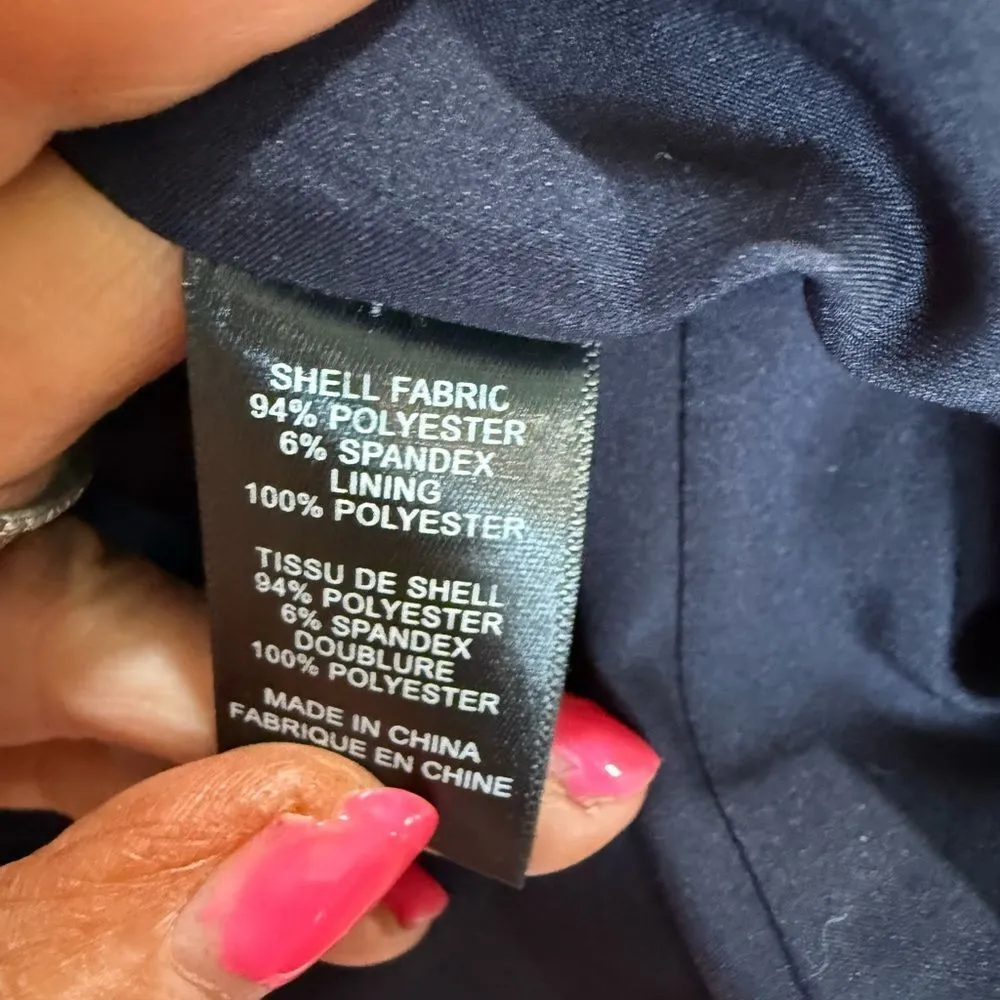 SHELL FABRIC
94% POLYESTER
6% SPANDEX
LINING
100% POLYESTER
TISSU DE SHELL
94% POLYESTER
6% SPANDEX
DOUBLURE
100% POLYESTER
MADE IN CHINA
FABRIQUE EN CHINE